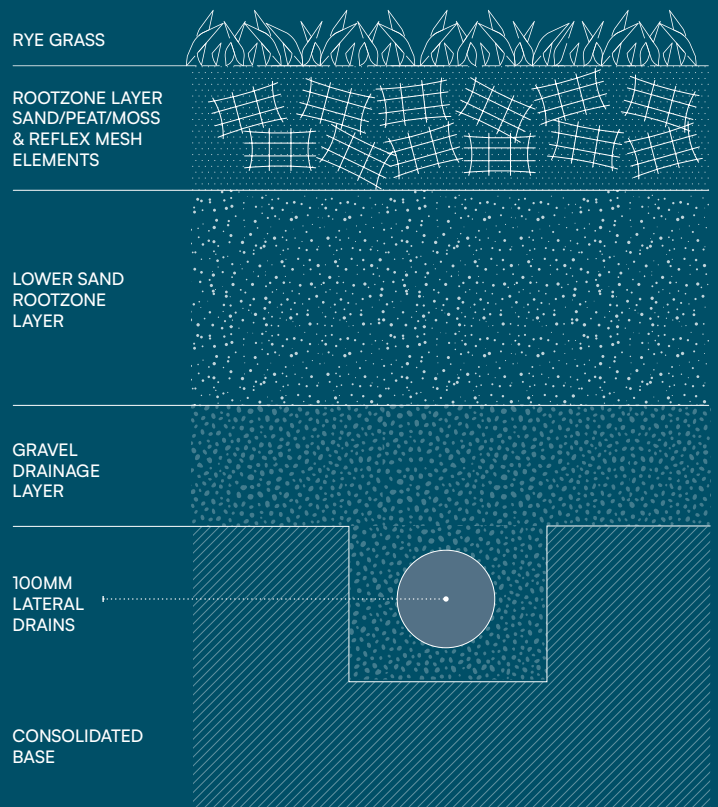 RYE GRASS
ROOTZONE LAYER
SAND/PEAT/MOSS
& REFLEX MESH
ELEMENTS
LOWER SAND
ROOTZONE
LAYER
GRAVEL
DRAINAGE
LAYER
100MM
LATERAL
DRAINS
CONSOLIDATED
BASE